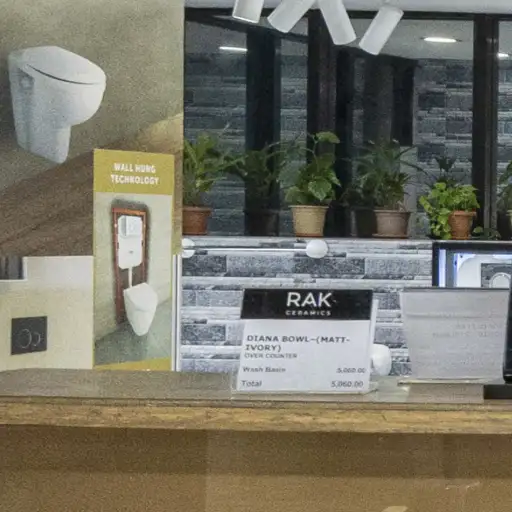 WALL HUNG
TECHNOLOGY
RAK
CERAMICS
DIANA BOWL-(MATT-
IVORY)
OVER COUNTER
Wash Basin 5,060.00
Total 5,060.00